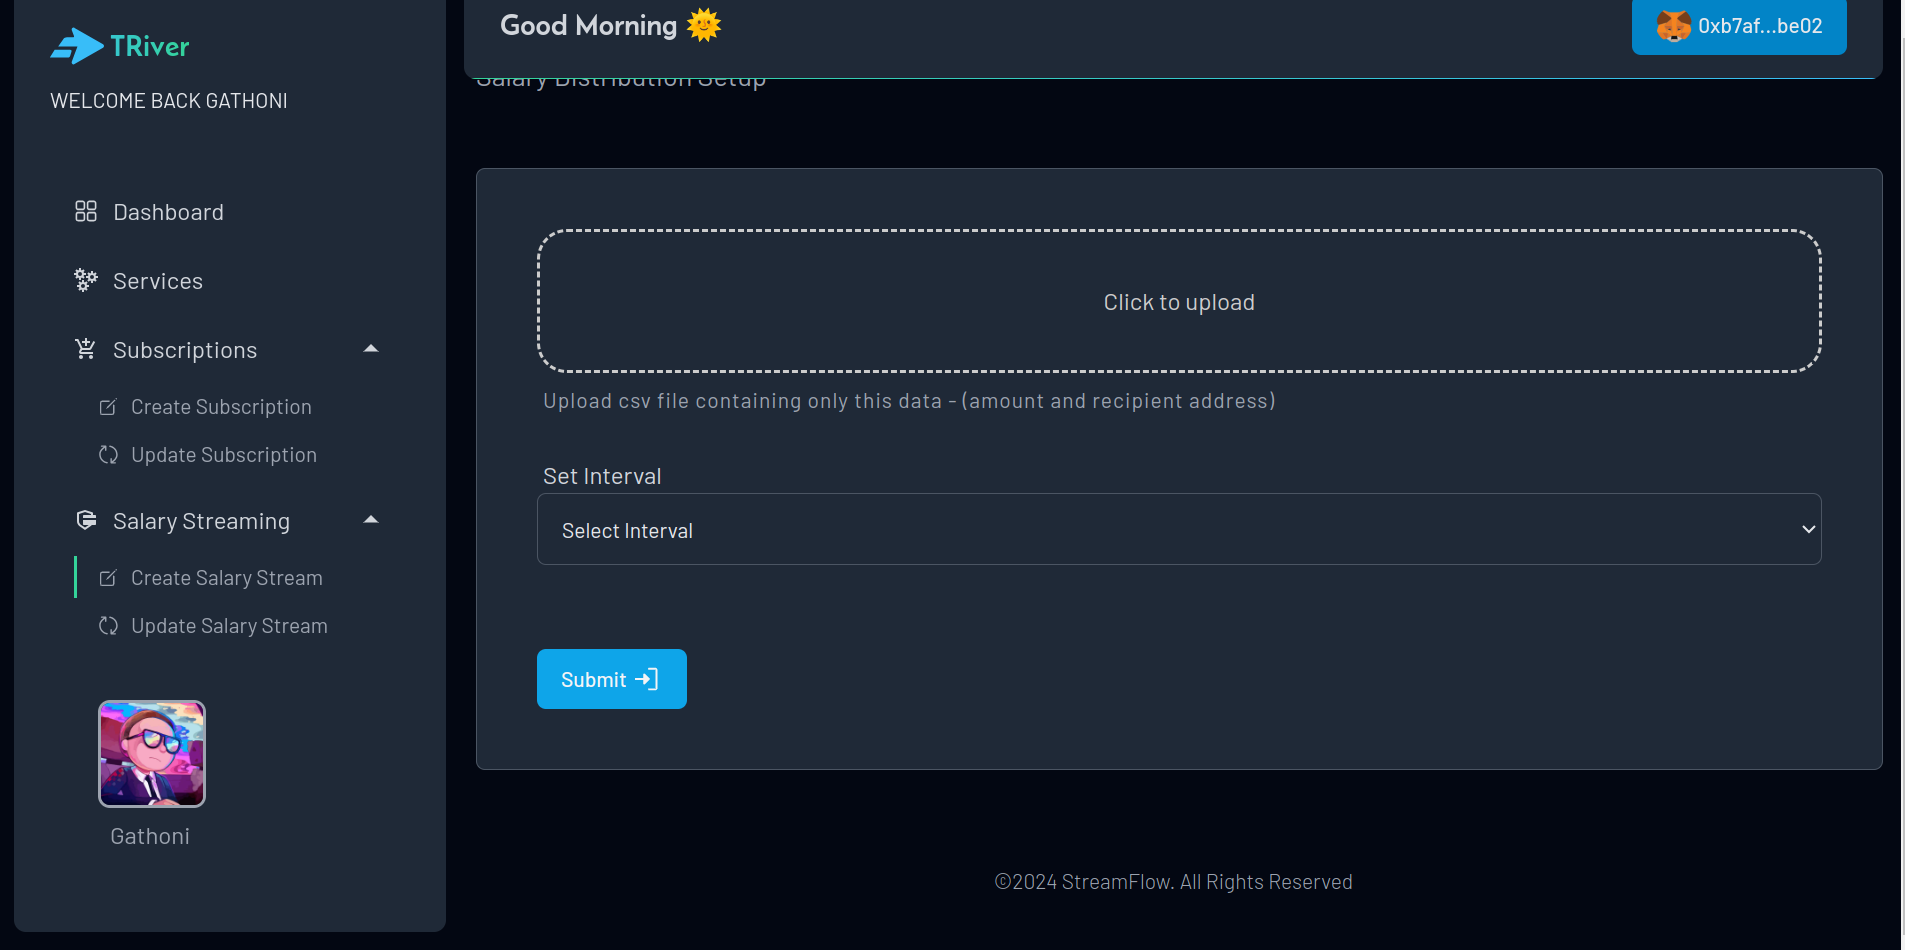 TRiver
WELCOME BACK GATHONI
Dashboard
Services
Subscriptions
Create Subscription
Update Subscription
Salary Streaming
Create Salary Stream
Update Salary Stream
Gathoni
Good Morning 🌞
0xb7af...be02
Salary Distribution Setup
Click to upload
Upload csv file containing only this data - (amount and recipient address)
Set Interval
Select Interval
Submit
©2024 StreamFlow. All Rights Reserved